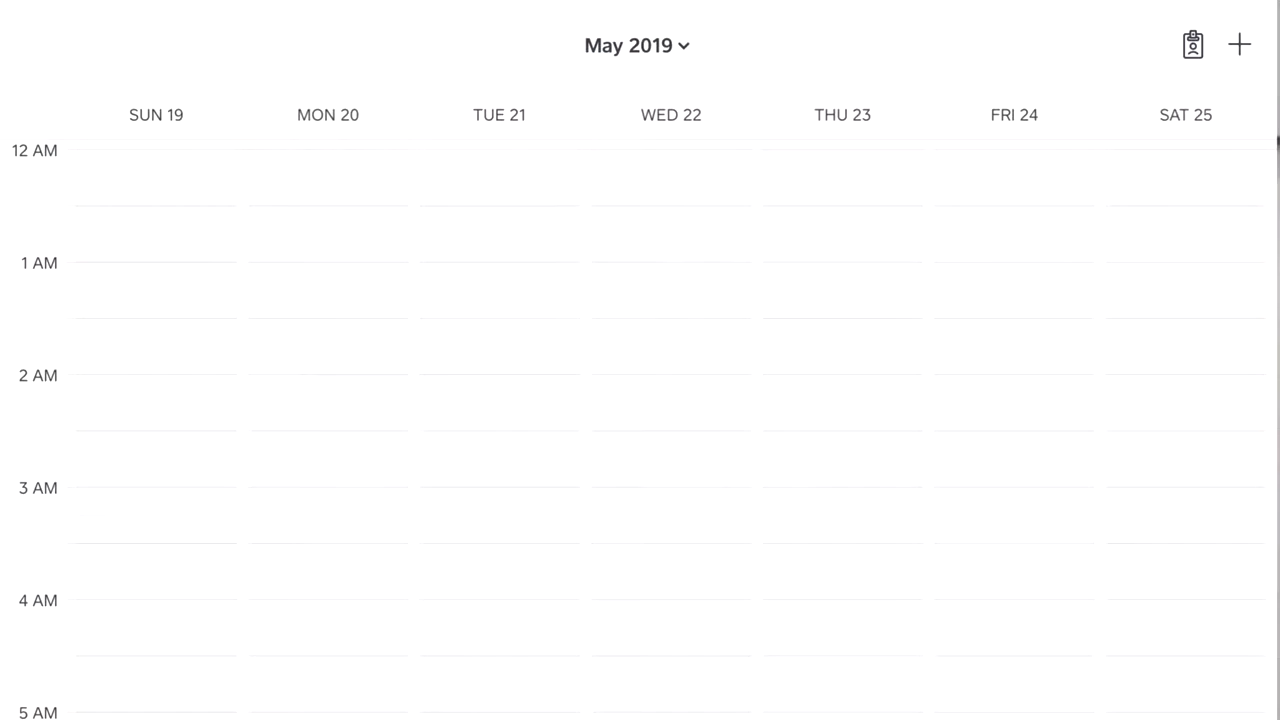 May 2019
SUN 19 MON 20 TUE 21 WED 22 THU 23 FRI 24 SAT 25
12 AM
1 AM
2 AM
3 AM
4 AM
5 AM